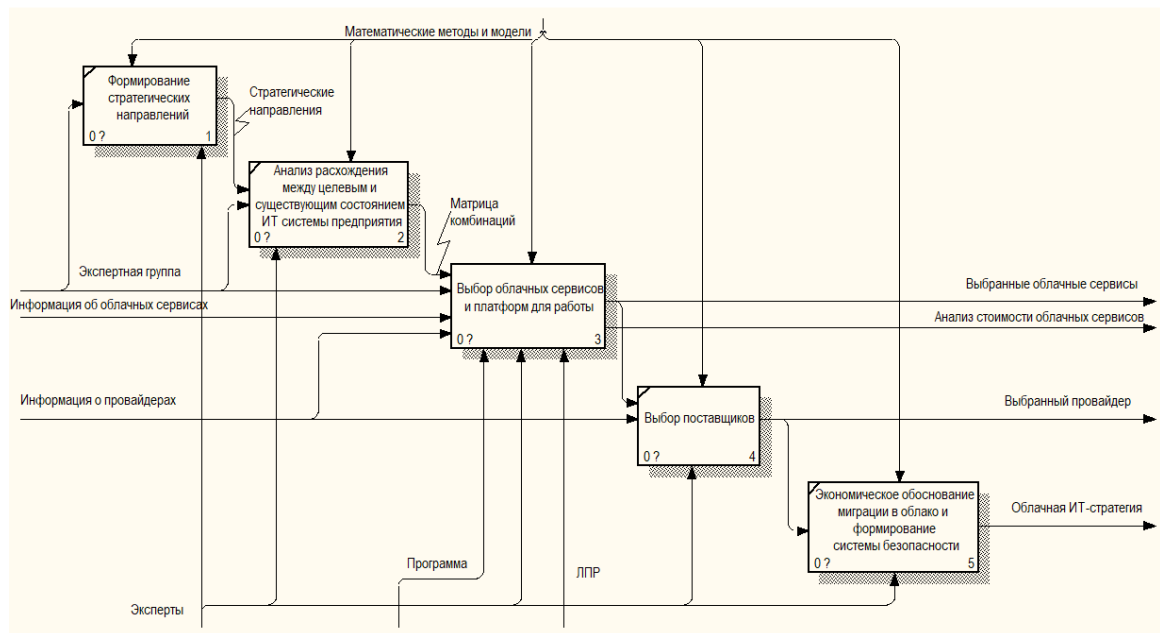 Математические методы и модели
Формирование
стратегических
направлений
0 ?
1
Стратегические
направления
Анализ расхождения
между целевым и
существующим состоянием
ИТ системы предприятия
0 ?
2
Матрица
комбинаций
Экспертная группа
Информация об облачных сервисах
Выбор облачных сервисов
и платформ для работы
0 ?
3
Выбранные облачные сервисы
Анализ стоимости облачных сервисов
Информация о провайдерах
Выбор поставщиков
0 ?
4
Выбранный провайдер
Экономическое обоснование
миграции в облако и
формирование
системы безопасности
0 ?
5
Облачная ИТ-стратегия
Программа
ЛПР
Эксперты